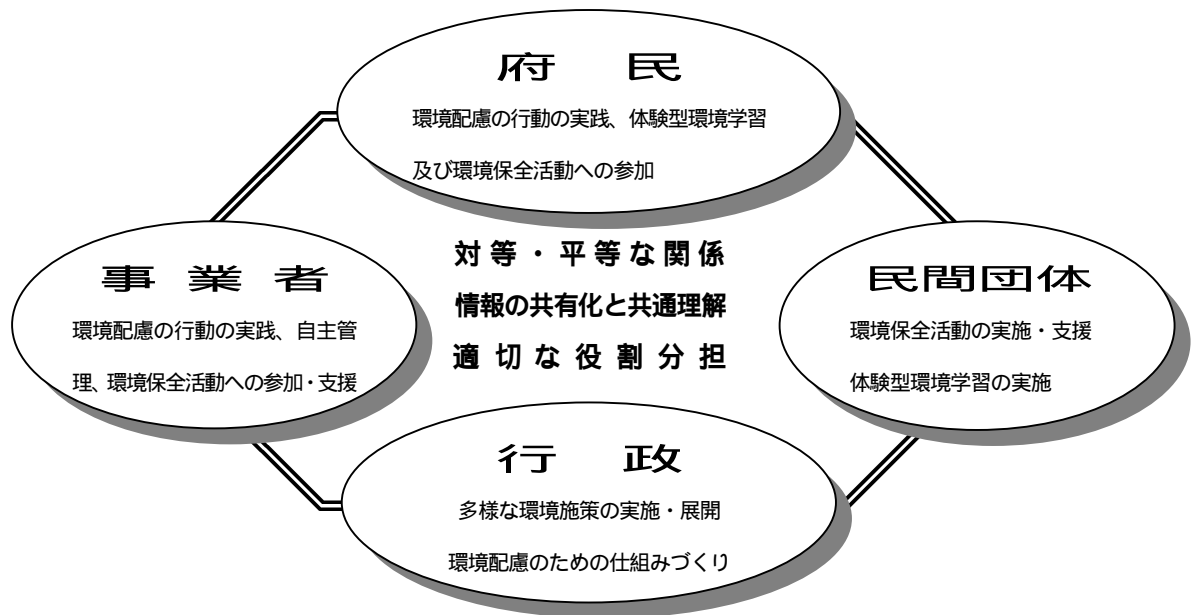 府 民
環境配慮の行動の実践、体験型環境学習
及び環境保全活動への参加
対等・平等な関係
情報の共有化と共通理解
適切な役割分担
事業者
環境配慮の行動の実践、自主管
理、環境保全活動への参加・支援
民間団体
環境保全活動の実施・支援
体験型環境学習の実施
行 政
多様な環境施策の実施・展開
環境配慮のための仕組みづくり